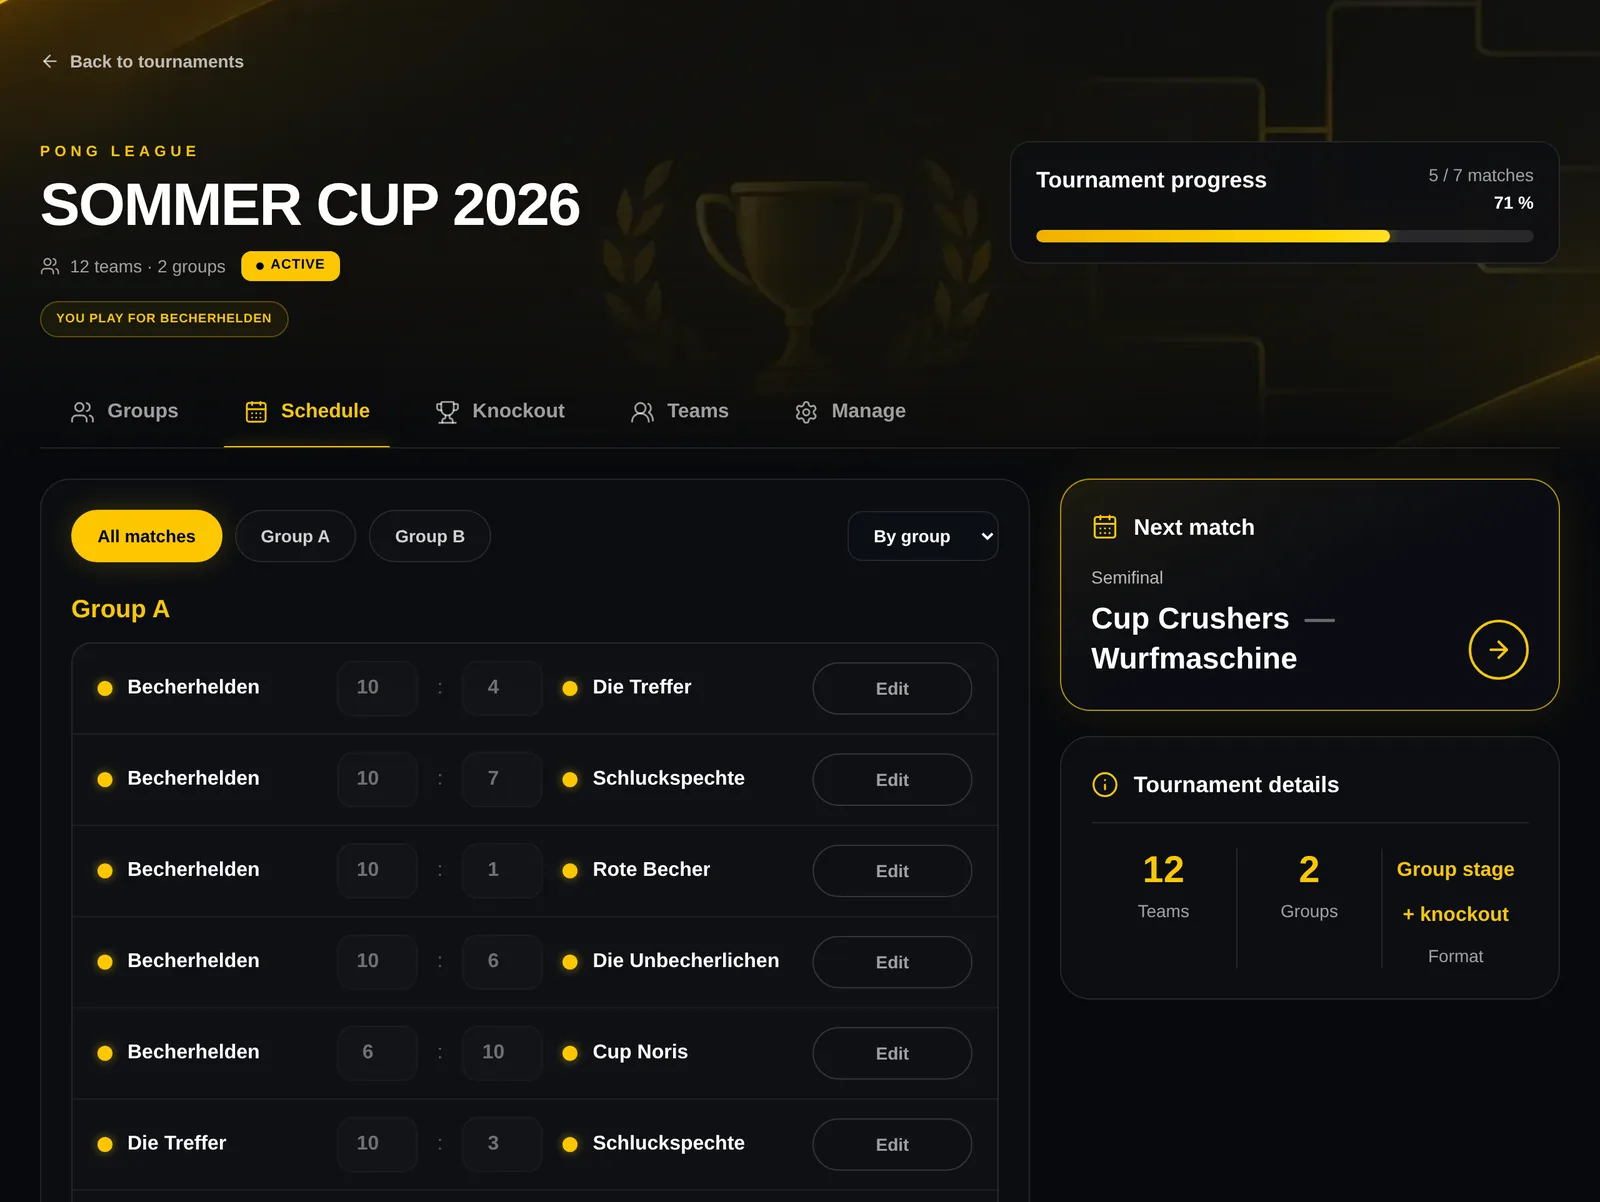 Back to tournaments
PONG LEAGUE
SOMMER CUP 2026
12 teams · 2 groups
ACTIVE
YOU PLAY FOR BECHERHELDEN
Tournament progress
5 / 7 matches
71 %
Groups
Schedule
Knockout
Teams
Manage
All matches
Group A
Group B
By group
Group A
Becherhelden 10 : 4 Die Treffer Edit
Becherhelden 10 : 7 Schluckspechte Edit
Becherhelden 10 : 1 Rote Becher Edit
Becherhelden 10 : 6 Die Unbecherlichen Edit
Becherhelden 6 : 10 Cup Noris Edit
Die Treffer 10 : 3 Schluckspechte Edit
Next match
Semifinal
Cup Crushers —
Wurfmaschine
Tournament details
12
Teams
2
Groups
Group stage
+ knockout
Format